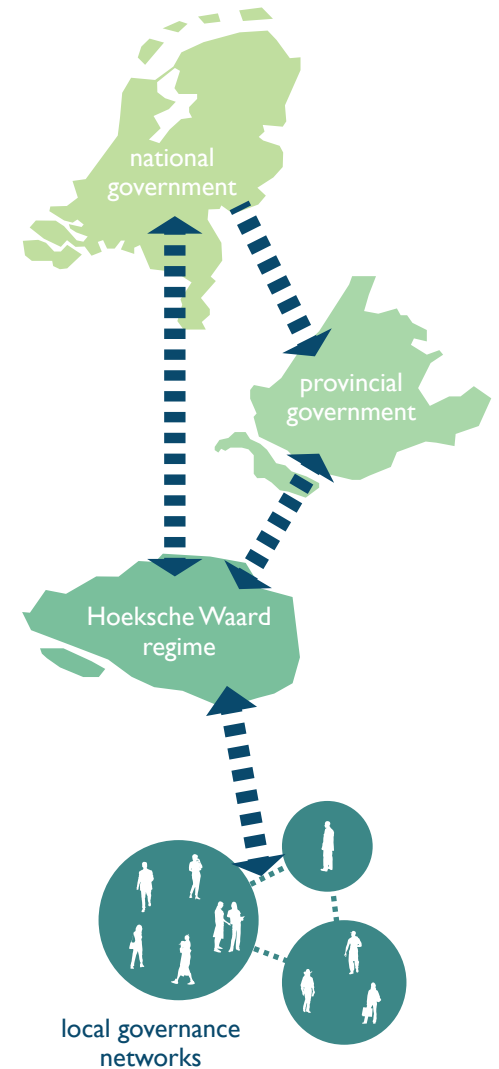 national
government
provincial
government
Hoeksche Waard
regime
local governance
networks